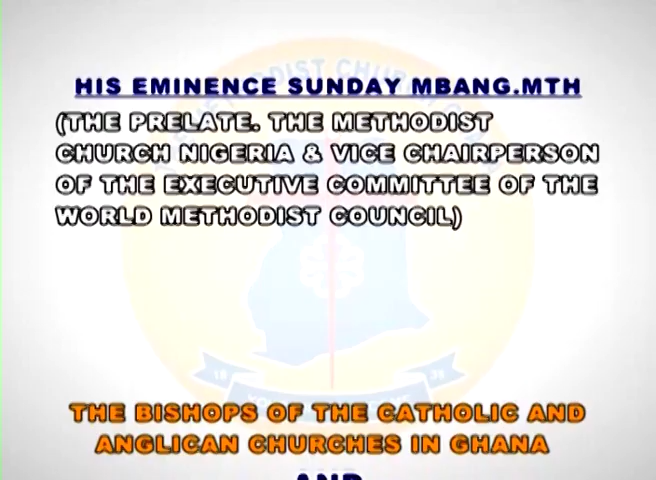 HIS EMINENCE SUNDAY MBANG.MTH
(THE PRELATE. THE METHODIST
CHURCH NIGERIA & VICE CHAIRPERSON
OF THE EXECUTIVE COMMITTEE OF THE
WORLD METHODIST COUNCIL)
THE BISHOPS OF THE CATHOLIC AND
ANGLICAN CHURCHES IN GHANA
AND